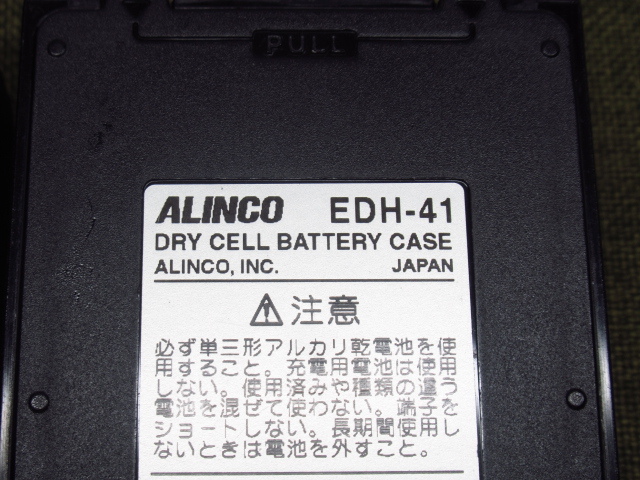 PULL
ALINCO EDH-41
DRY CELL BATTERY CASE
ALINCO, INC. JAPAN
⚠注意
必ず単三形アルカリ乾電池を使
用すること。充電用電池は使用
しない。使用済みや種類の違う
電池を混ぜて使わない。端子を
ショートしない。長期間使用し
ないときは電池を外すこと。